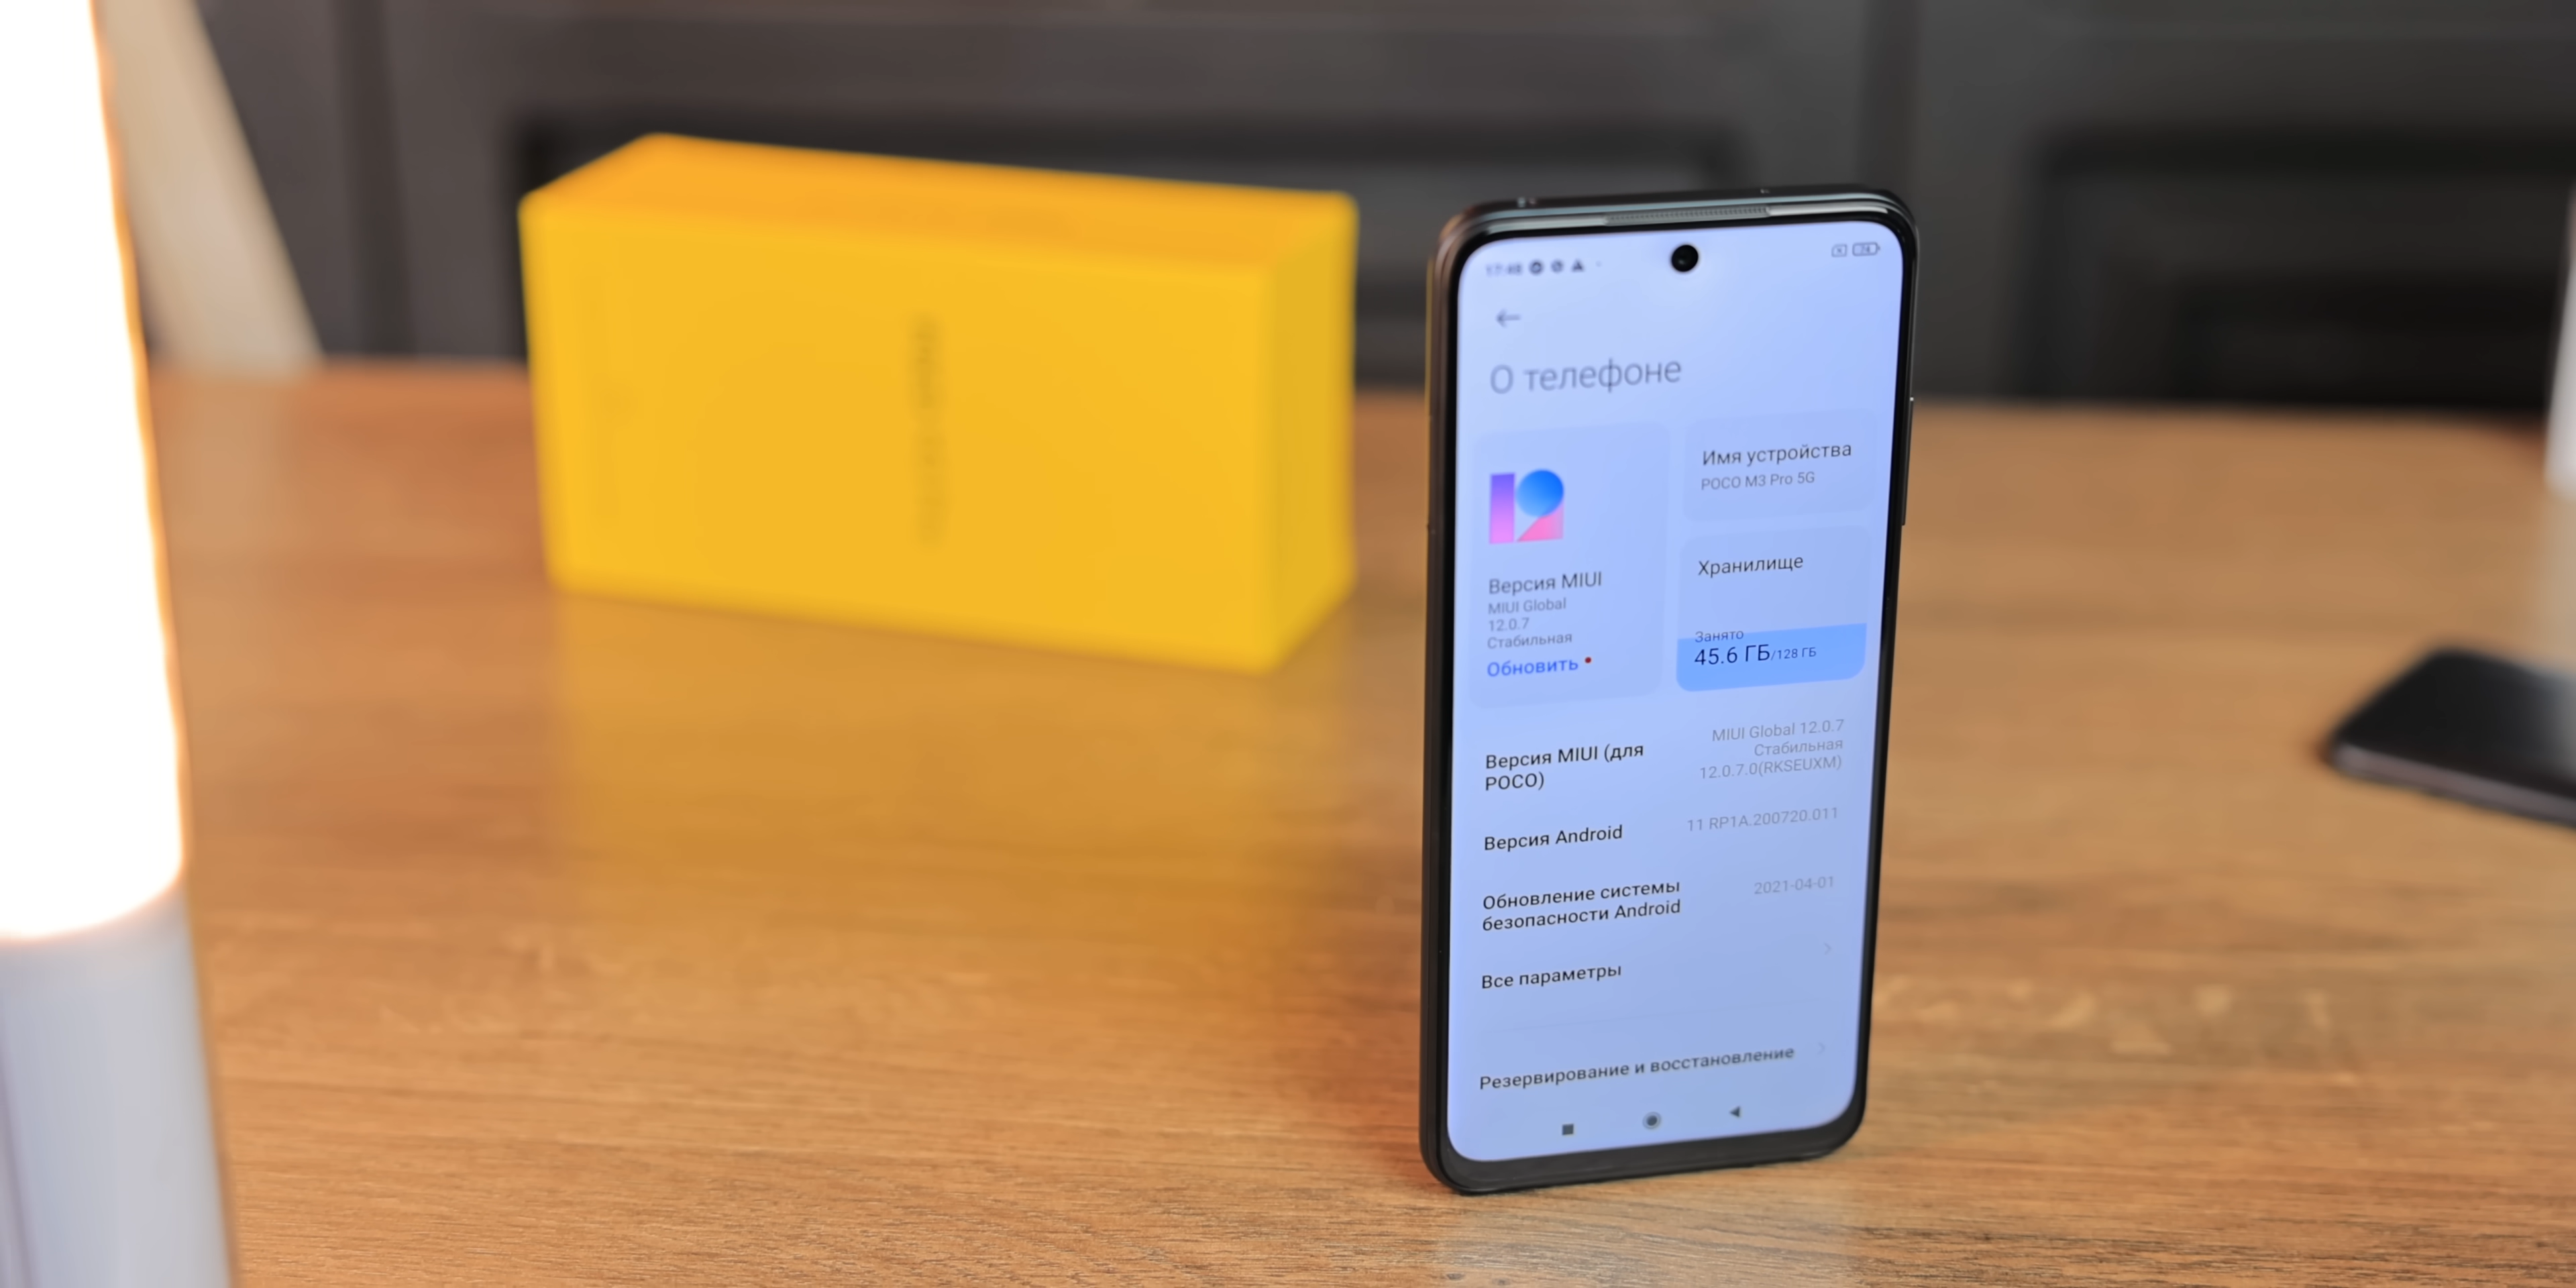 О телефоне
Версия MIUI
MIUI Global
12.0.7
Стабильная
Обновить
Имя устройства
POCO M3 Pro 5G
Хранилище
Занято
45.6 ГБ/128 ГБ
Версия MIUI (для
POCO)
MIUI Global 12.0.7
Стабильная
12.0.7.0(RKSEUXM)
Версия Android
11 RP1A.200720.011
Обновление системы
безопасности Android
2021-04-01
Все параметры
Резервирование и восстановление